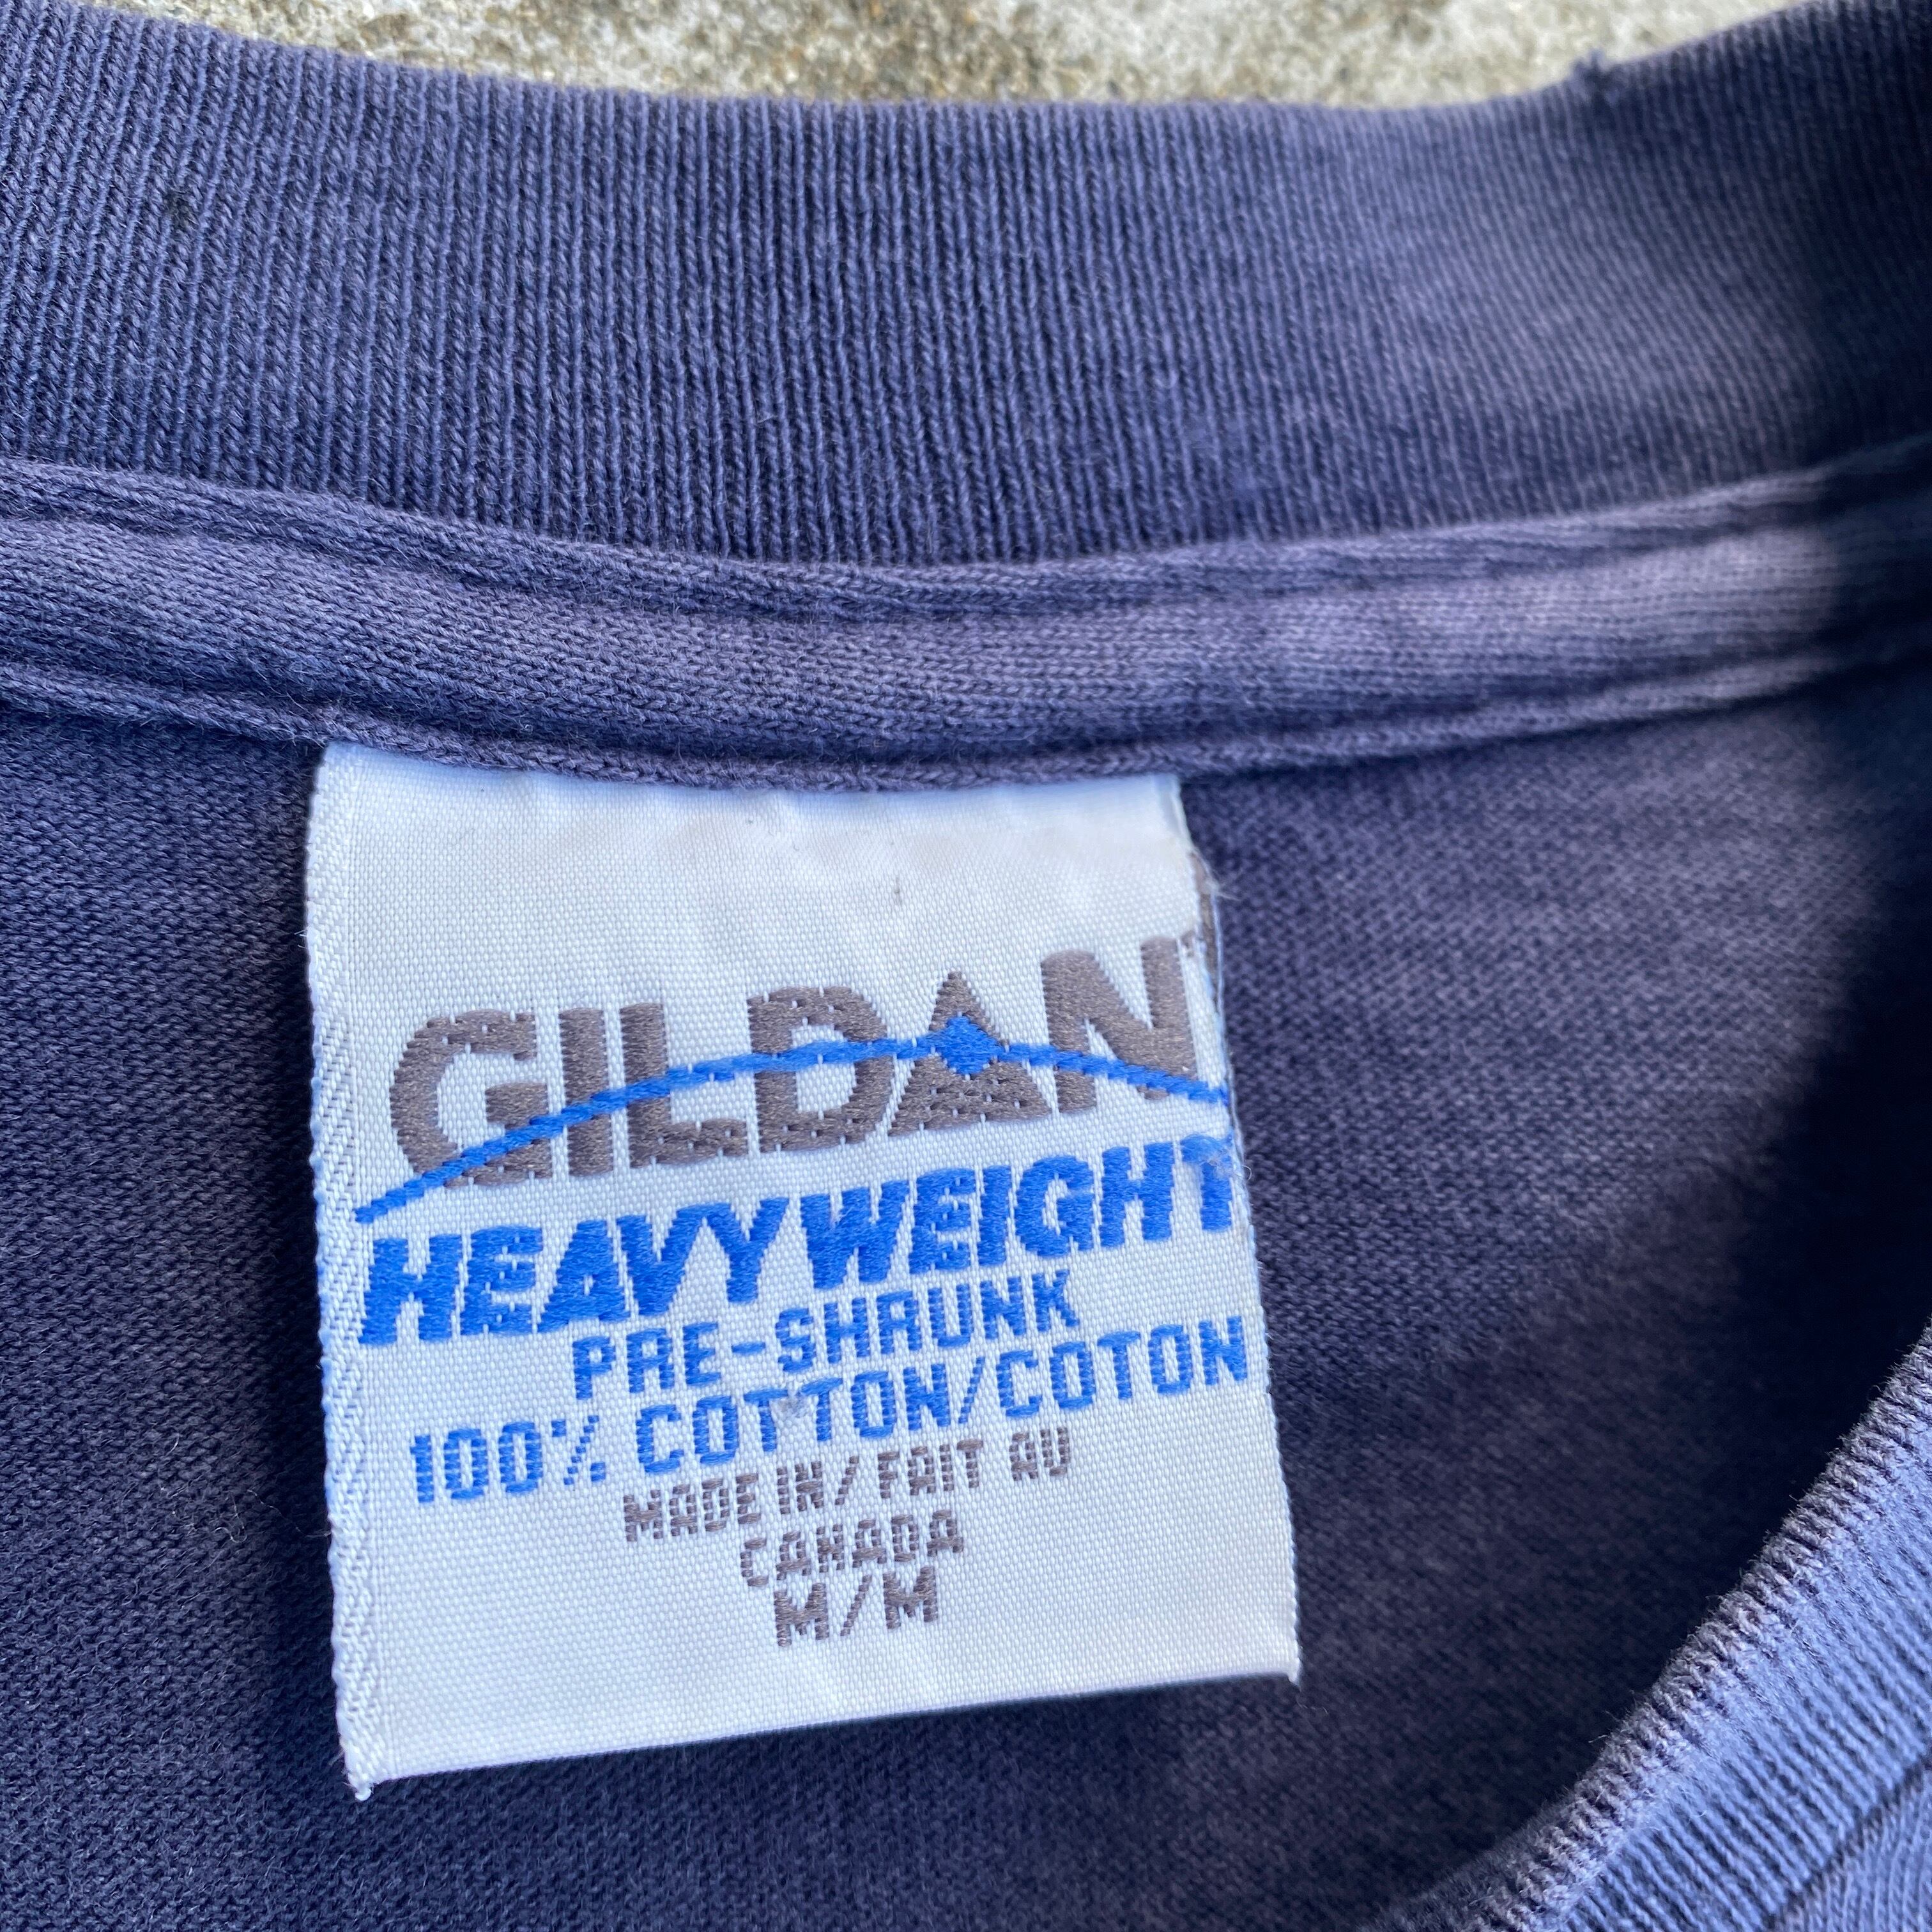 GILDAN
HEAVYWEIGHT
PRE-SHRUNK
100% COTTON/COTON
MADE IN/FAIT AU
CANADA
M/M